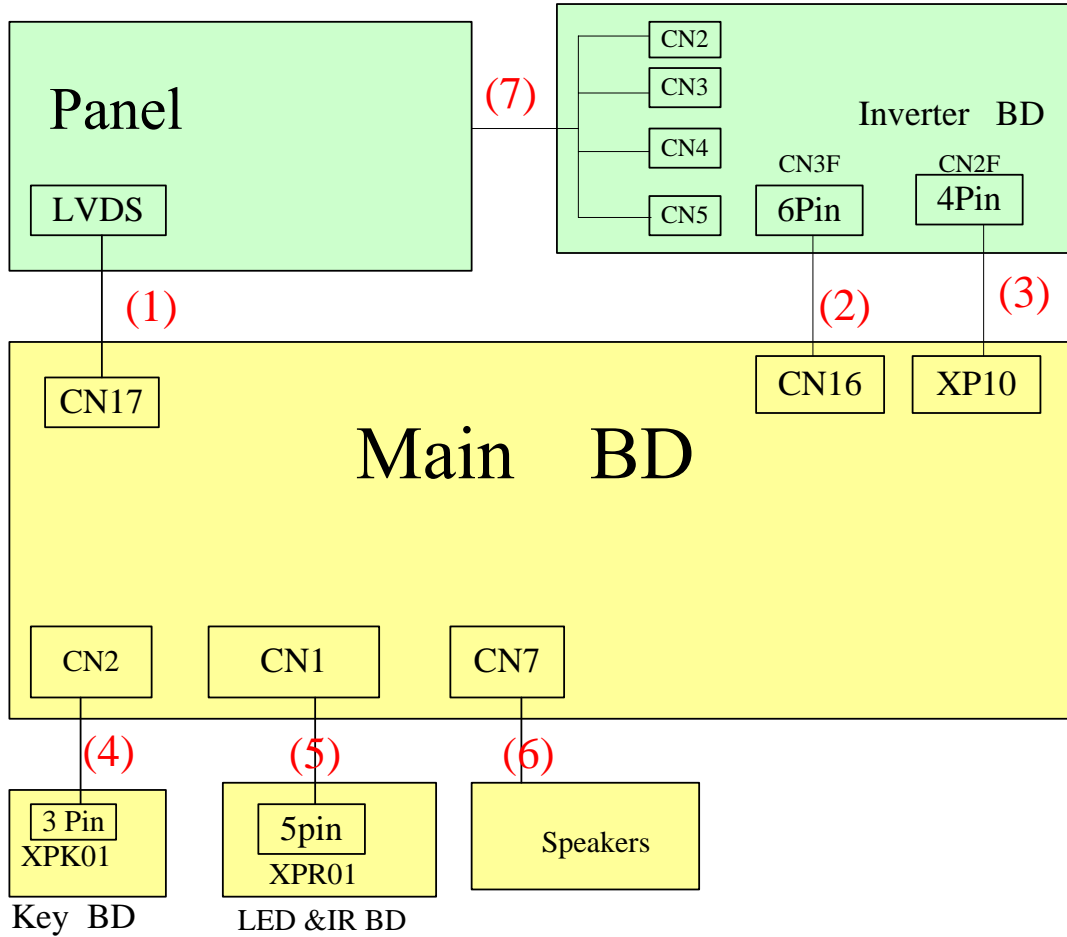 CN2
(7)
CN3
Panel
Inverter BD
CN4
CN3F
CN2F
LVDS
CN5
6Pin
4Pin
(1)
(2)
(3)
CN17
CN16
XP10
Main BD
CN2
CN1
CN7
(4)
(5)
(6)
3 Pin
XPK01
5pin
XPR01
Speakers
Key BD
LED &IR BD